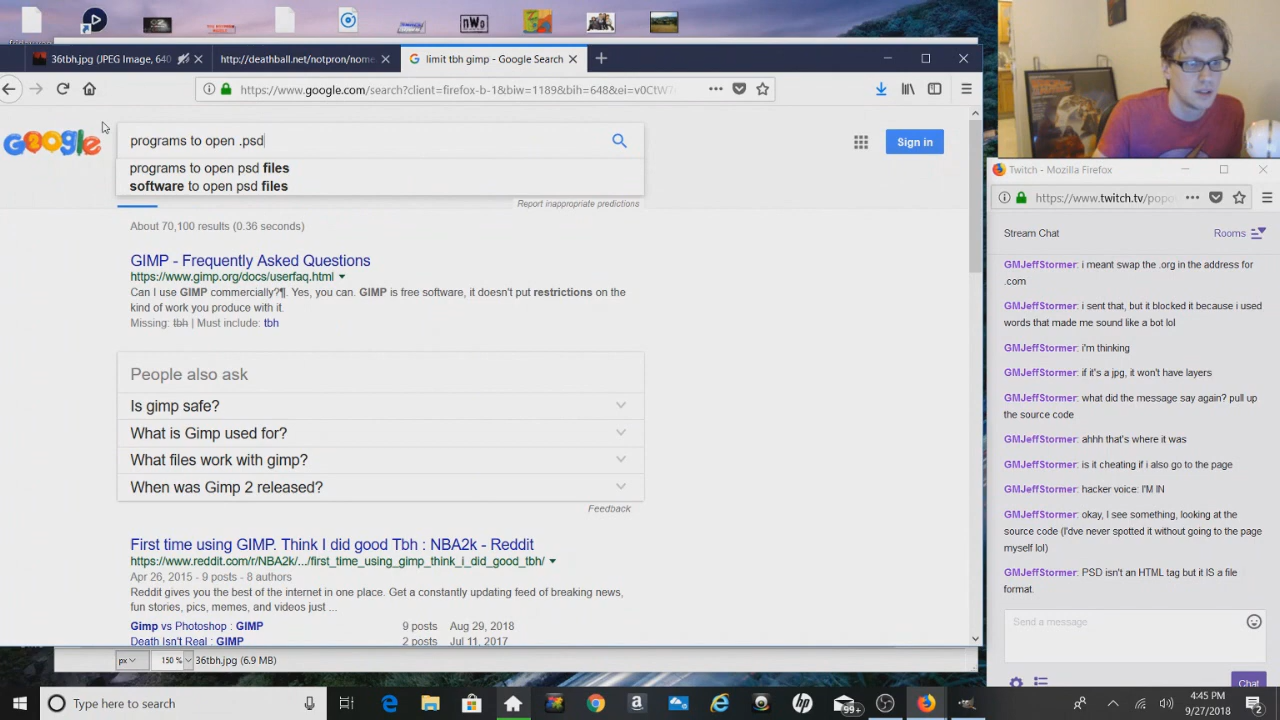 nWo
36tbh.jpg (JPEG Image, 640
http://deathball.net/notpron/nome
limit tbh gimp - Google Search
https://www.google.com/search?client=firefox-b-1&biw=1189&bih=648&ei=v0CtW7
Google
programs to open .psd
programs to open psd files
software to open psd files
Sign in
Report inappropriate predictions
About 70,100 results (0.36 seconds)
GIMP - Frequently Asked Questions
https://www.gimp.org/docs/userfaq.html
Can I use GIMP commercially?¶. Yes, you can. GIMP is free software, it doesn't put restrictions on the
kind of work you produce with it.
Missing: tbh | Must include: tbh
People also ask
Is gimp safe?
What is Gimp used for?
What files work with gimp?
When was Gimp 2 released?
Feedback
First time using GIMP. Think I did good Tbh : NBA2k - Reddit
https://www.reddit.com/r/NBA2k/.../first_time_using_gimp_think_i_did_good_tbh/
Apr 26, 2015 - 9 posts - 8 authors
Reddit gives you the best of the internet in one place. Get a constantly updating feed of breaking news,
fun stories, pics, memes, and videos just ...
Gimp vs Photoshop : GIMP 9 posts Aug 29, 2018
Death Isn't Real : GIMP 2 posts Jul 11, 2017
px 150 % 36tbh.jpg (6.9 MB)
Twitch - Mozilla Firefox
https://www.twitch.tv/popo
Stream Chat
Rooms
GMJeffStormer: i meant swap the .org in the address for
.com
GMJeffStormer: i sent that, but it blocked it because i used
words that made me sound like a bot lol
GMJeffStormer: i'm thinking
GMJeffStormer: if it's a jpg, it won't have layers
GMJeffStormer: what did the message say again? pull up
the source code
GMJeffStormer: ahhh that's where it was
GMJeffStormer: is it cheating if i also go to the page
GMJeffStormer: hacker voice: I'M IN
GMJeffStormer: okay, I see something, looking at the
source code (I'dve never spotted it without going to the page
myself lol)
GMJeffStormer: PSD isn't an HTML tag but it IS a file
format.
Send a message
Chat
Type here to search
99+
4:45 PM
9/27/2018
2